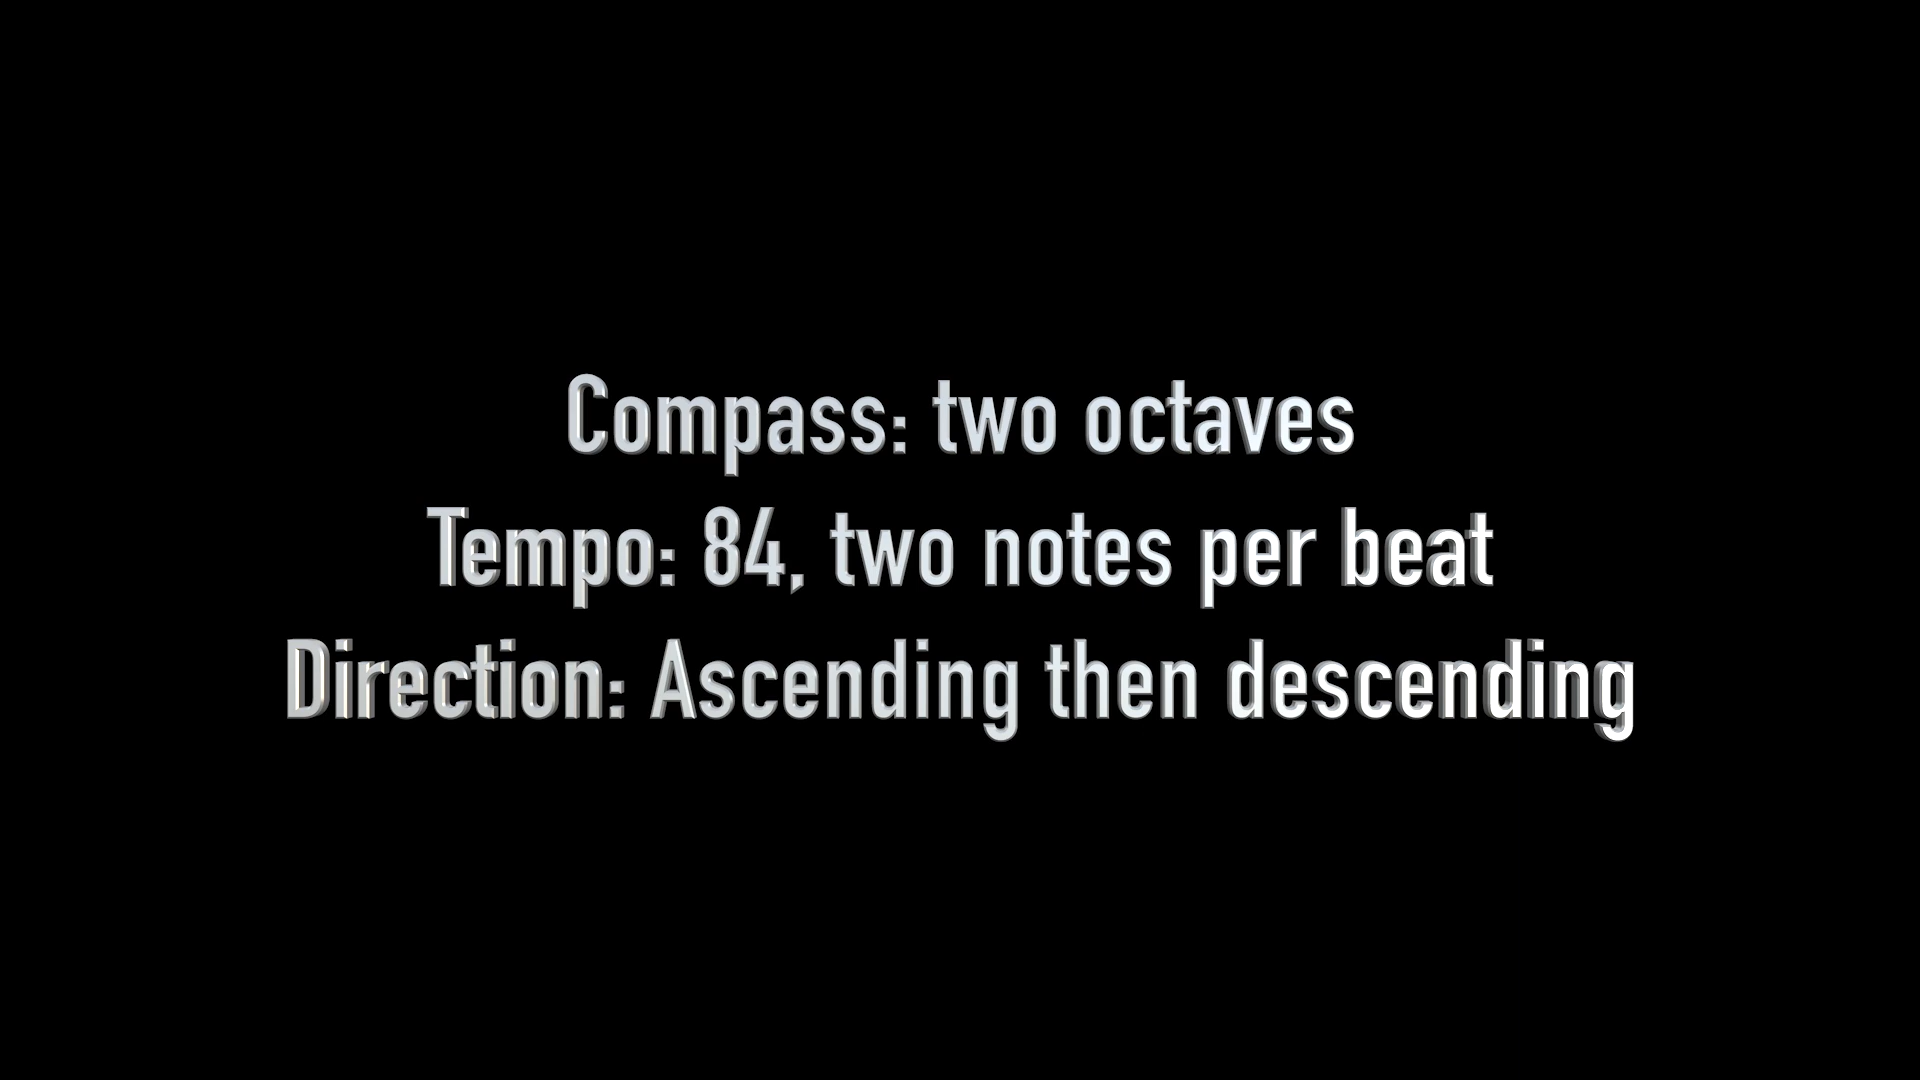 Compass: two octaves
Tempo: 84, two notes per beat
Direction: Ascending then descending